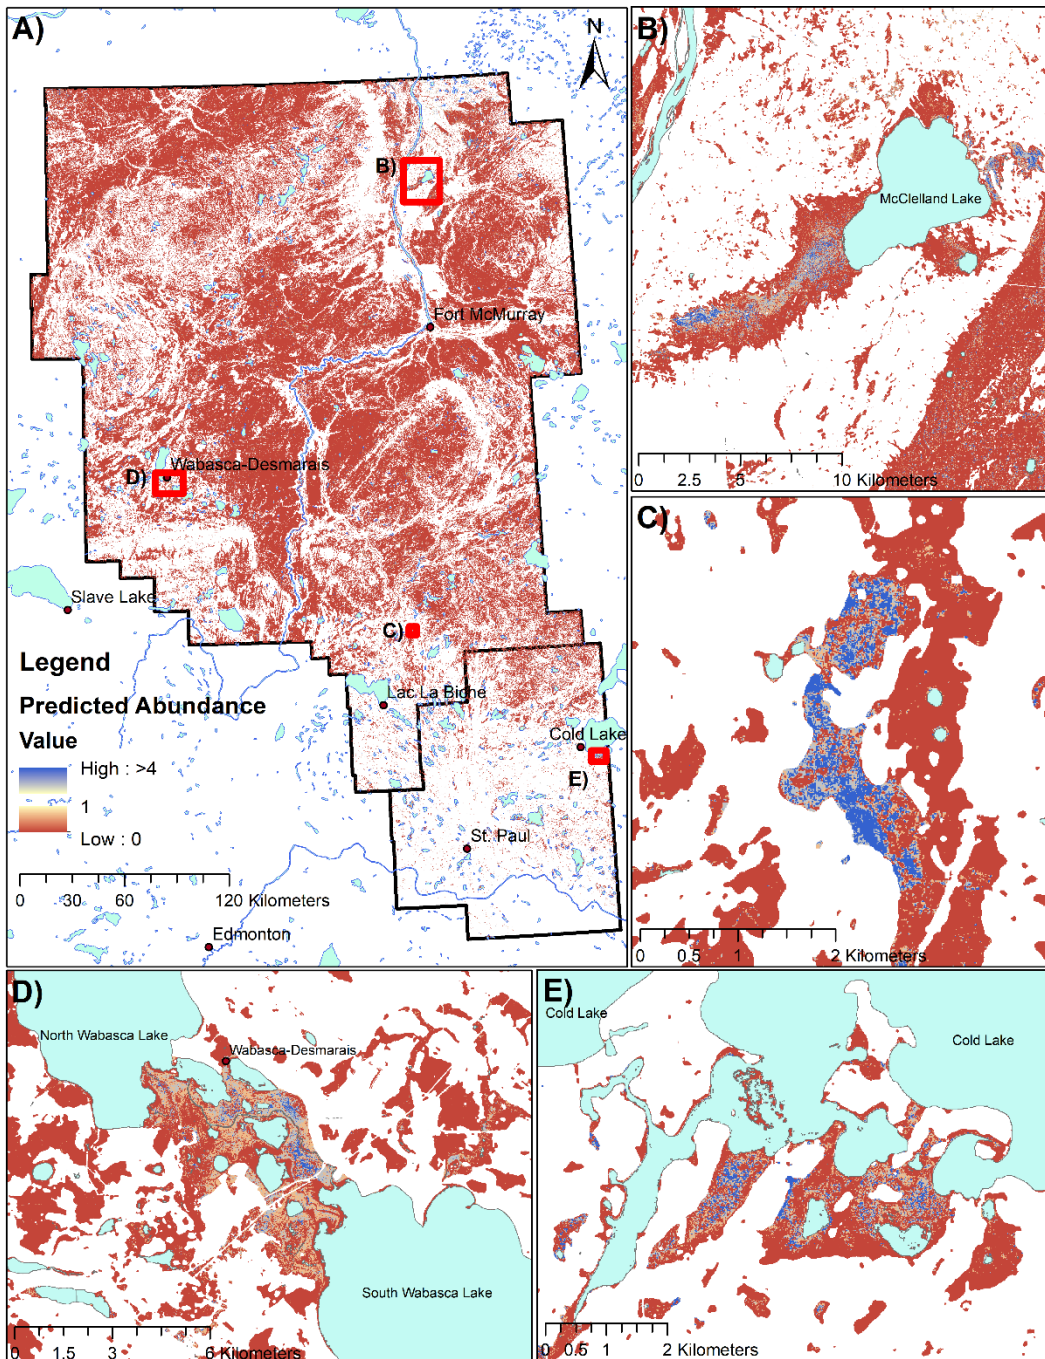 A)
N
B)
Fort McMurray
Wabasca-Desmarais
D)
Slave Lake
C)
Legend
Predicted Abundance
Value
High : >4
1
Low : 0
Lac La Biche
Cold Lake
E)
St. Paul
0 30 60 120 Kilometers
Edmonton
B)
McClelland Lake
0 2.5 5 10 Kilometers
C)
0 0.5 1 2 Kilometers
D)
North Wabasca Lake
Wabasca-Desmarais
South Wabasca Lake
0 1.5 3 6 Kilometers
E)
Cold Lake
Cold Lake
0 0.5 1 2 Kilometers